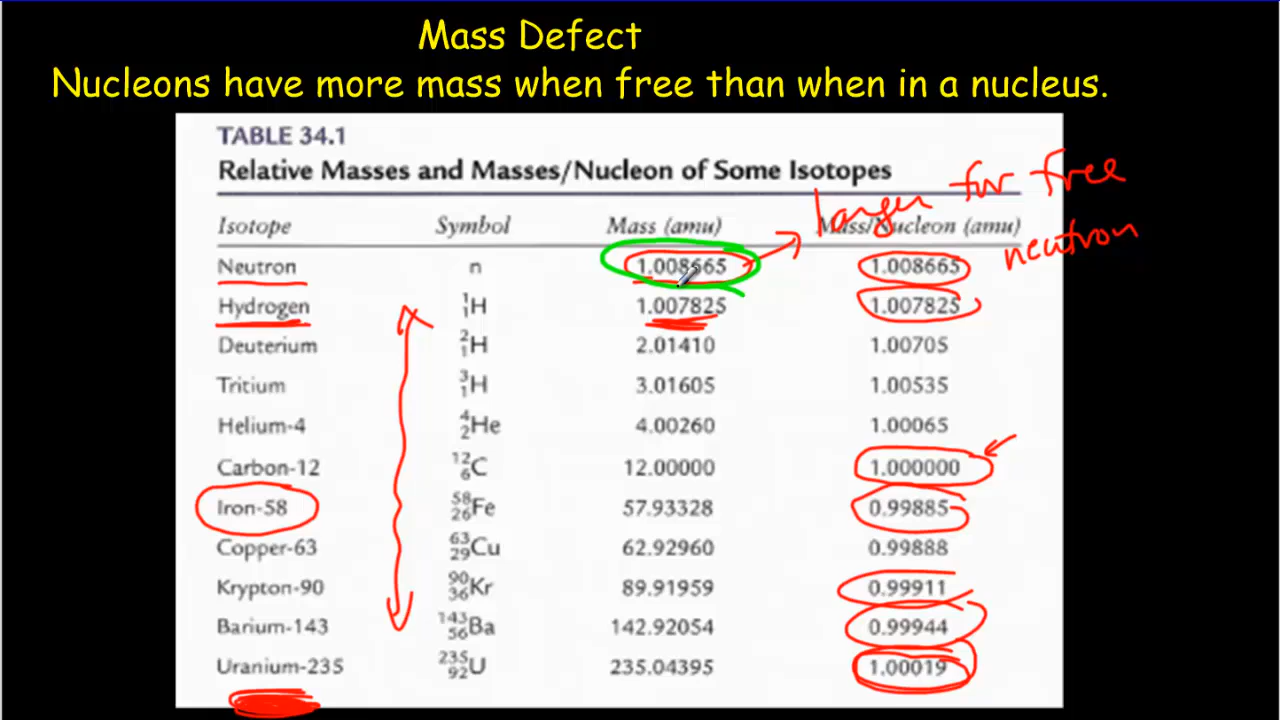 Mass Defect
Nucleons have more mass when free than when in a nucleus.
TABLE 34.1
Relative Masses and Masses/Nucleon of Some Isotopes
larger for free
neutron
Isotope Symbol Mass (amu) Mass/Nucleon (amu)
Neutron n 1.008665 1.008665
Hydrogen ¹₁H 1.007825 1.007825
Deuterium ²₁H 2.01410 1.00705
Tritium ³₁H 3.01605 1.00535
Helium-4 ⁴₂He 4.00260 1.00065
Carbon-12 ¹²₆C 12.00000 1.000000
Iron-58 ⁵⁸₂₆Fe 57.93328 0.99885
Copper-63 ⁶³₂₉Cu 62.92960 0.99888
Krypton-90 ⁹⁰₃₆Kr 89.91959 0.99911
Barium-143 ¹⁴³₅₆Ba 142.92054 0.99944
Uranium-235 ²³⁵₉₂U 235.04395 1.00019